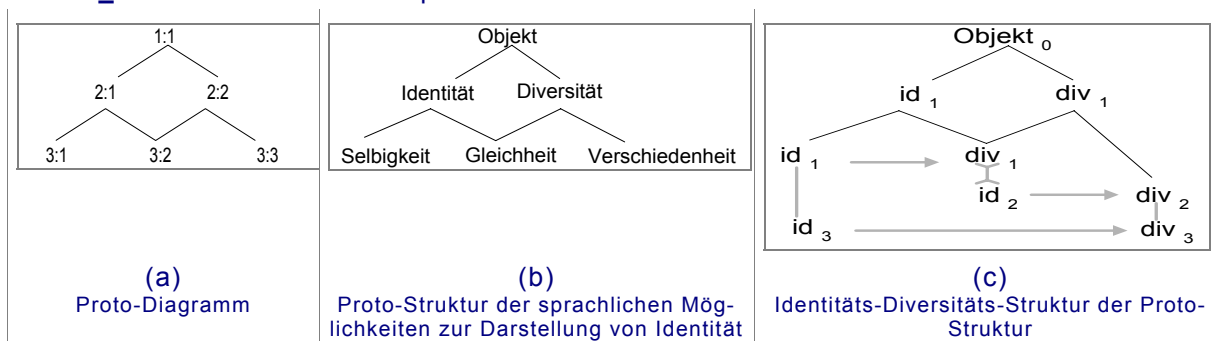 1:1
2:1 2:2
3:1 3:2 3:3
(a)
Proto-Diagramm
Objekt
Identität Diversität
Selbigkeit Gleichheit Verschiedenheit
(b)
Proto-Struktur der sprachlichen Mög-
lichkeiten zur Darstellung von Identität
Objekt 0
id 1 div 1
id 1 div 1
id 2 div 2
id 3 div 3
(c)
Identitäts-Diversitäts-Struktur der Proto-
Struktur